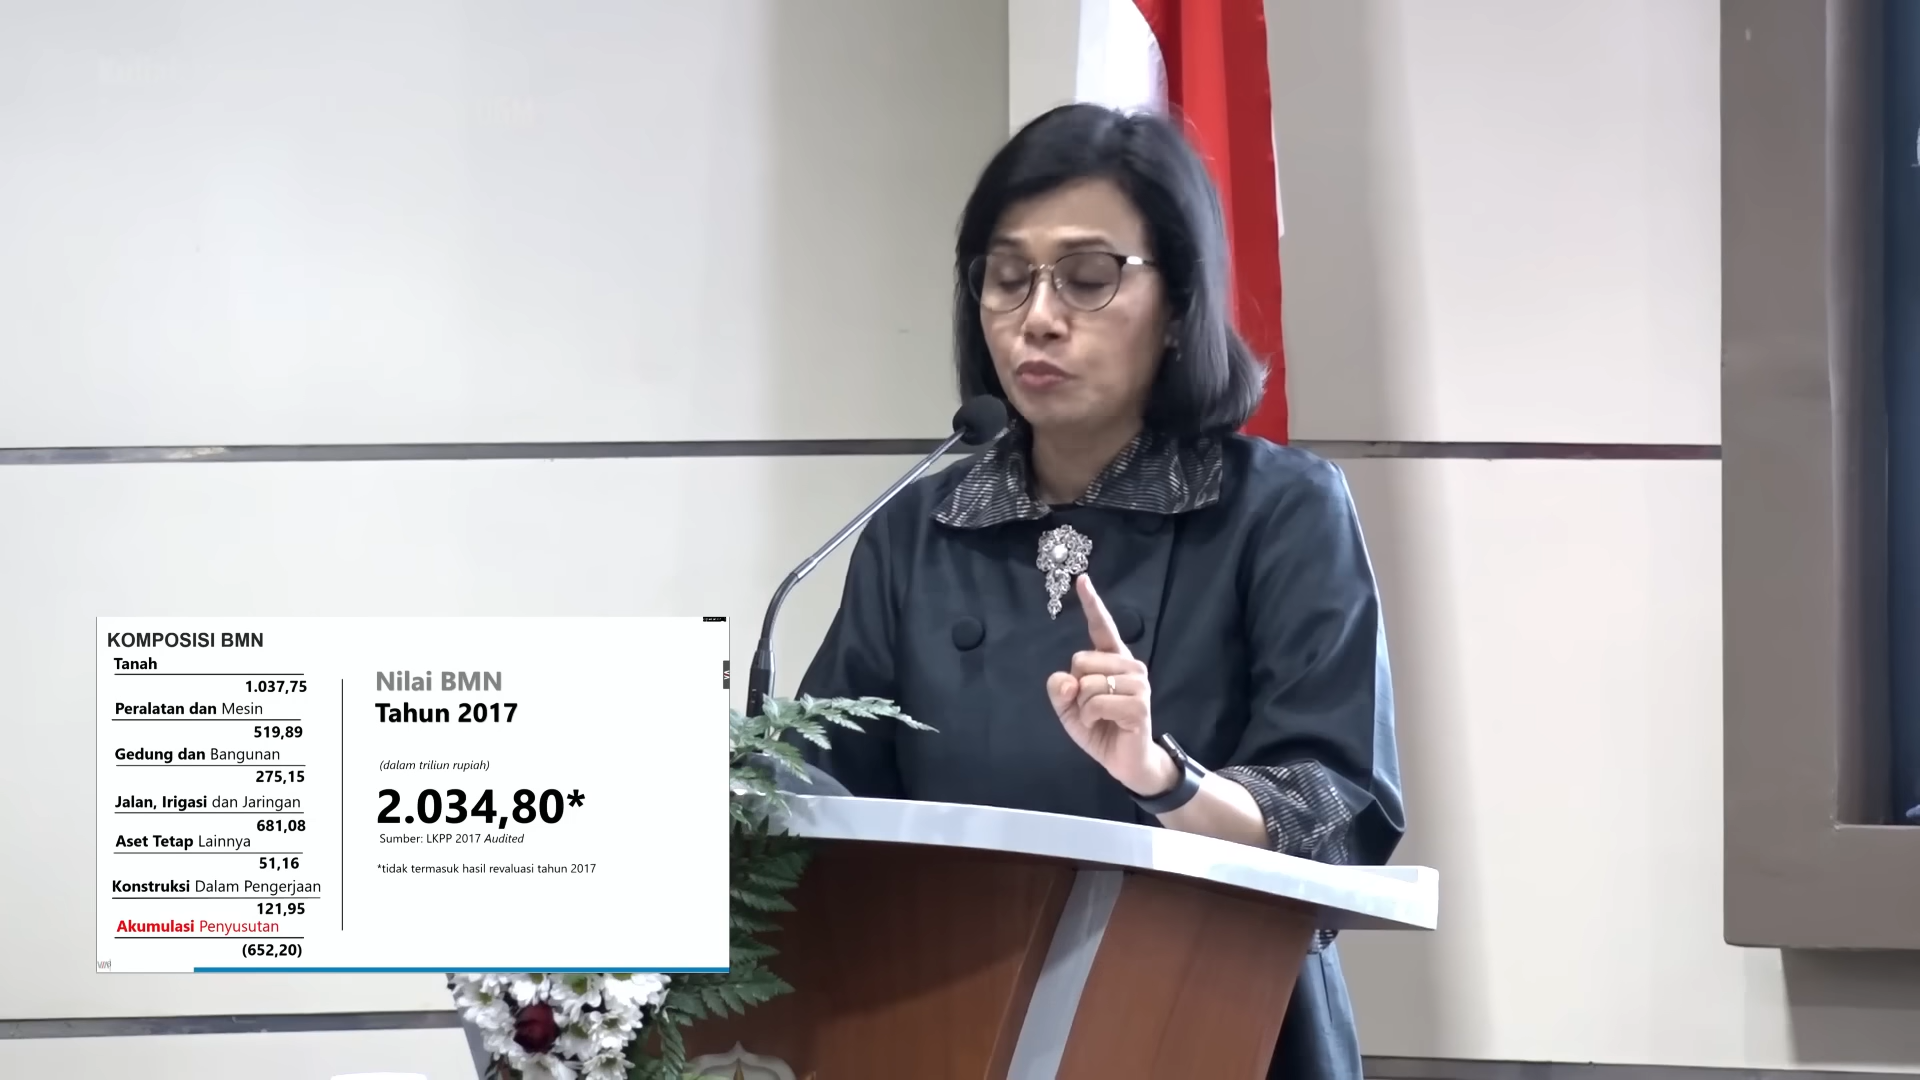 KOMPOSISI BMN
Tanah
1.037,75
Peralatan dan Mesin
519,89
Gedung dan Bangunan
275,15
Jalan, Irigasi dan Jaringan
681,08
Aset Tetap Lainnya
51,16
Konstruksi Dalam Pengerjaan
121,95
Akumulasi Penyusutan
(652,20)
Nilai BMN
Tahun 2017
(dalam triliun rupiah)
2.034,80*
Sumber: LKPP 2017 Audited
*tidak termasuk hasil revaluasi tahun 2017